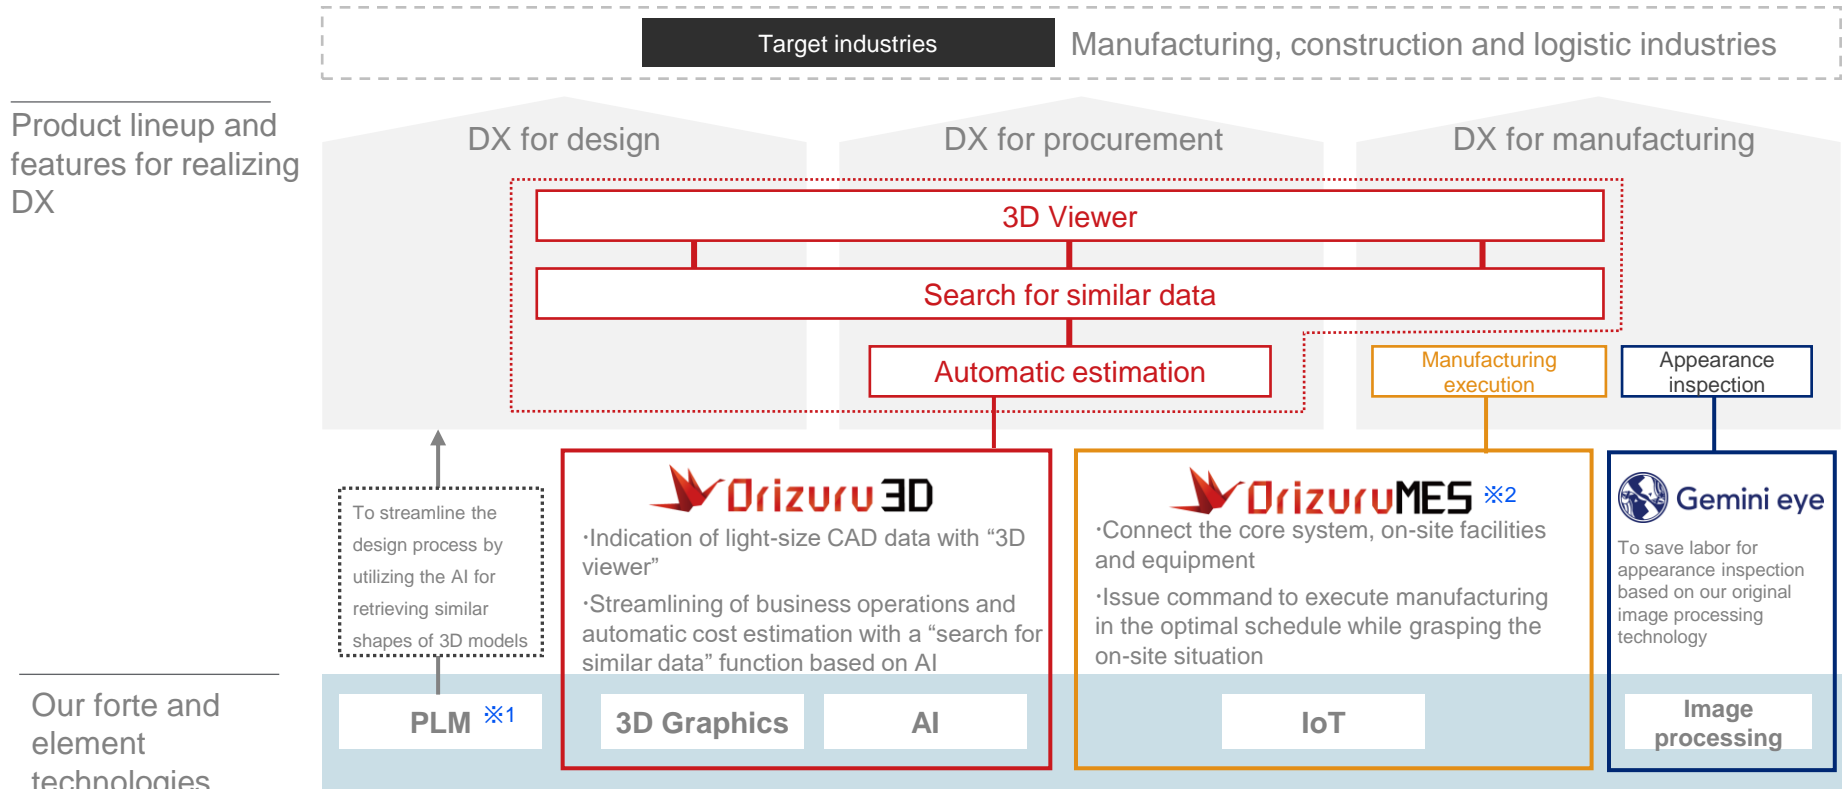 Target industries
Manufacturing, construction and logistic industries
Product lineup and
features for realizing
DX
DX for design
DX for procurement
DX for manufacturing
3D Viewer
Search for similar data
Automatic estimation
Manufacturing
execution
Appearance
inspection
To streamline the
design process by
utilizing the AI for
retrieving similar
shapes of 3D models
Orizuru 3D
･Indication of light-size CAD data with “3D
viewer”
･Streamlining of business operations and
automatic cost estimation with a “search for
similar data” function based on AI
OrizuruMES ※2
･Connect the core system, on-site facilities
and equipment
･Issue command to execute manufacturing
in the optimal schedule while grasping the
on-site situation
Gemini eye
To save labor for
appearance inspection
based on our original
image processing
technology
Our forte and
element
technologies
PLM ※1
3D Graphics
AI
IoT
Image
processing